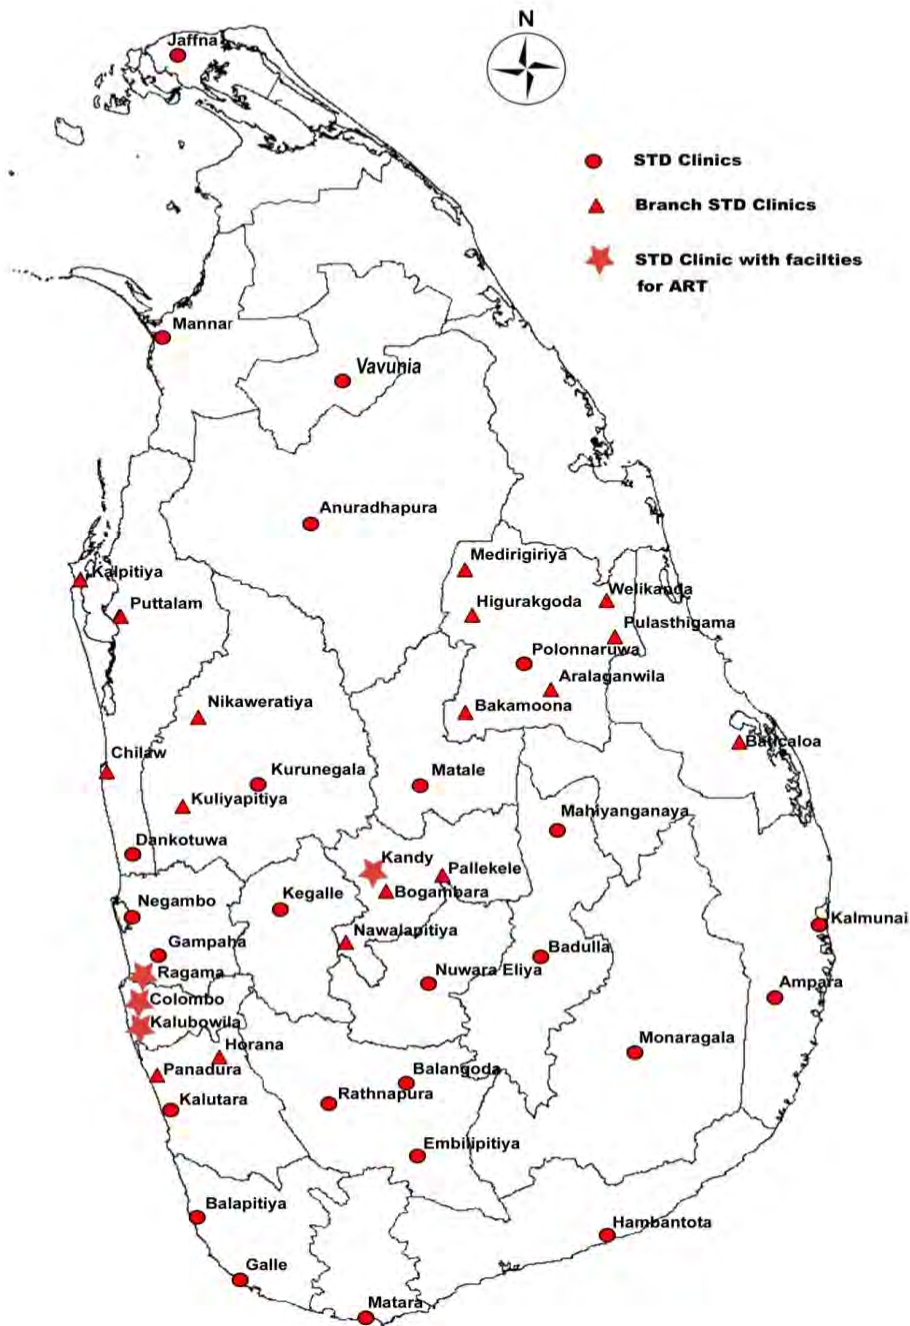 N
Jaffna
STD Clinics
Branch STD Clinics
STD Clinic with facilties
for ART
Mannar
Vavunia
Anuradhapura
Medirigiriya
Kalpitiya
Welikanda
Puttalam
Higurakgoda
Pulasthigama
Polonnaruwa
Aralaganwila
Nikaweratiya
Bakamoona
Baticaloa
Chilaw
Kurunegala
Matale
Kuliyapitiya
Mahiyanganaya
Dankotuwa
Kandy
Pallekele
Bogambara
Kegalle
Negambo
Kalmunai
Nawalapitiya
Gampaha
Badulla
Ragama
Nuwara Eliya
Ampara
Colombo
Kalubowila
Monaragala
Horana
Panadura
Balangoda
Rathnapura
Kalutara
Embilipitiya
Balapitiya
Hambantota
Galle
Matara